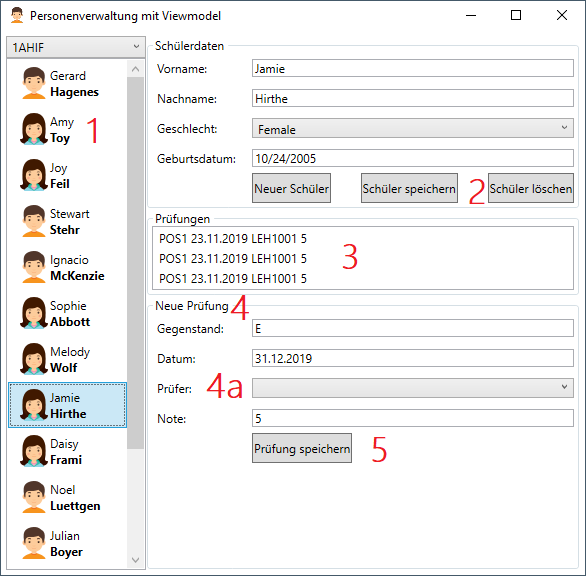 Personenverwaltung mit Viewmodel
1AHIF
Gerard
Hagenes
Amy
Toy
1
Joy
Feil
Stewart
Stehr
Ignacio
McKenzie
Sophie
Abbott
Melody
Wolf
Jamie
Hirthe
Daisy
Frami
Noel
Luettgen
Julian
Boyer
Schülerdaten
Vorname: Jamie
Nachname: Hirthe
Geschlecht: Female
Geburtsdatum: 10/24/2005
Neuer Schüler Schüler speichern 2 Schüler löschen
Prüfungen
POS1 23.11.2019 LEH1001 5
POS1 23.11.2019 LEH1001 5
POS1 23.11.2019 LEH1001 5
3
Neue Prüfung 4
Gegenstand: E
Datum: 31.12.2019
Prüfer: 4a
Note: 5
Prüfung speichern 5